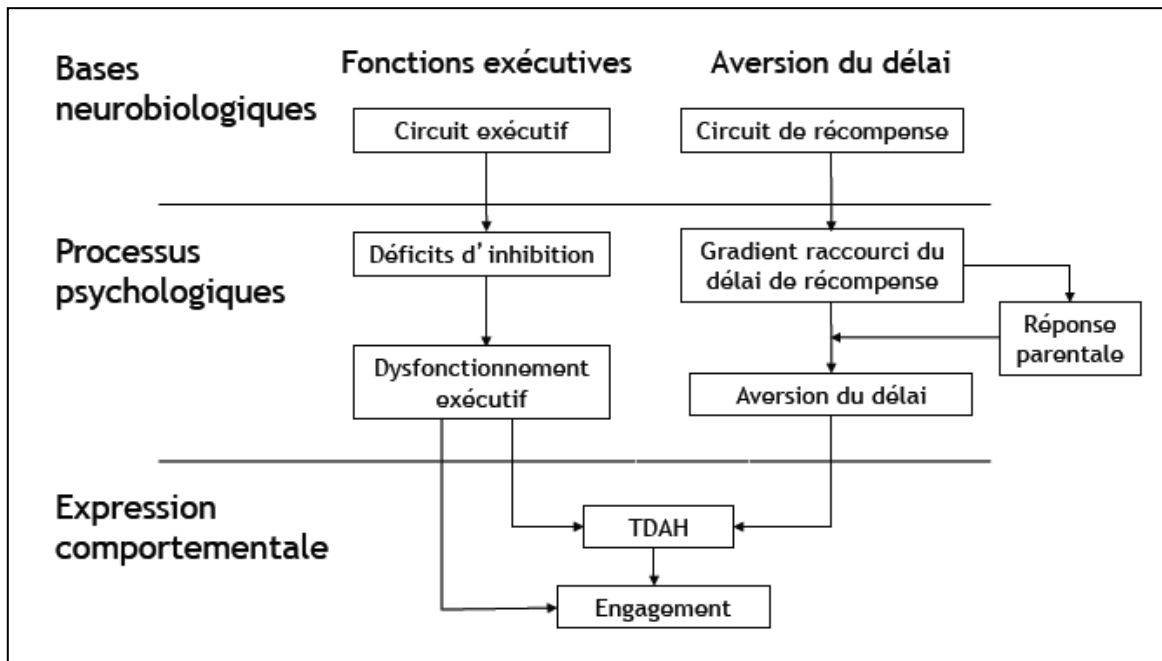 Bases
neurobiologiques
Fonctions exécutives
Aversion du délai
Circuit exécutif
Circuit de récompense
Processus
psychologiques
Déficits d’ inhibition
Gradient raccourci du
délai de récompense
Réponse
parentale
Dysfonctionnement
exécutif
Aversion du délai
Expression
comportementale
TDAH
Engagement